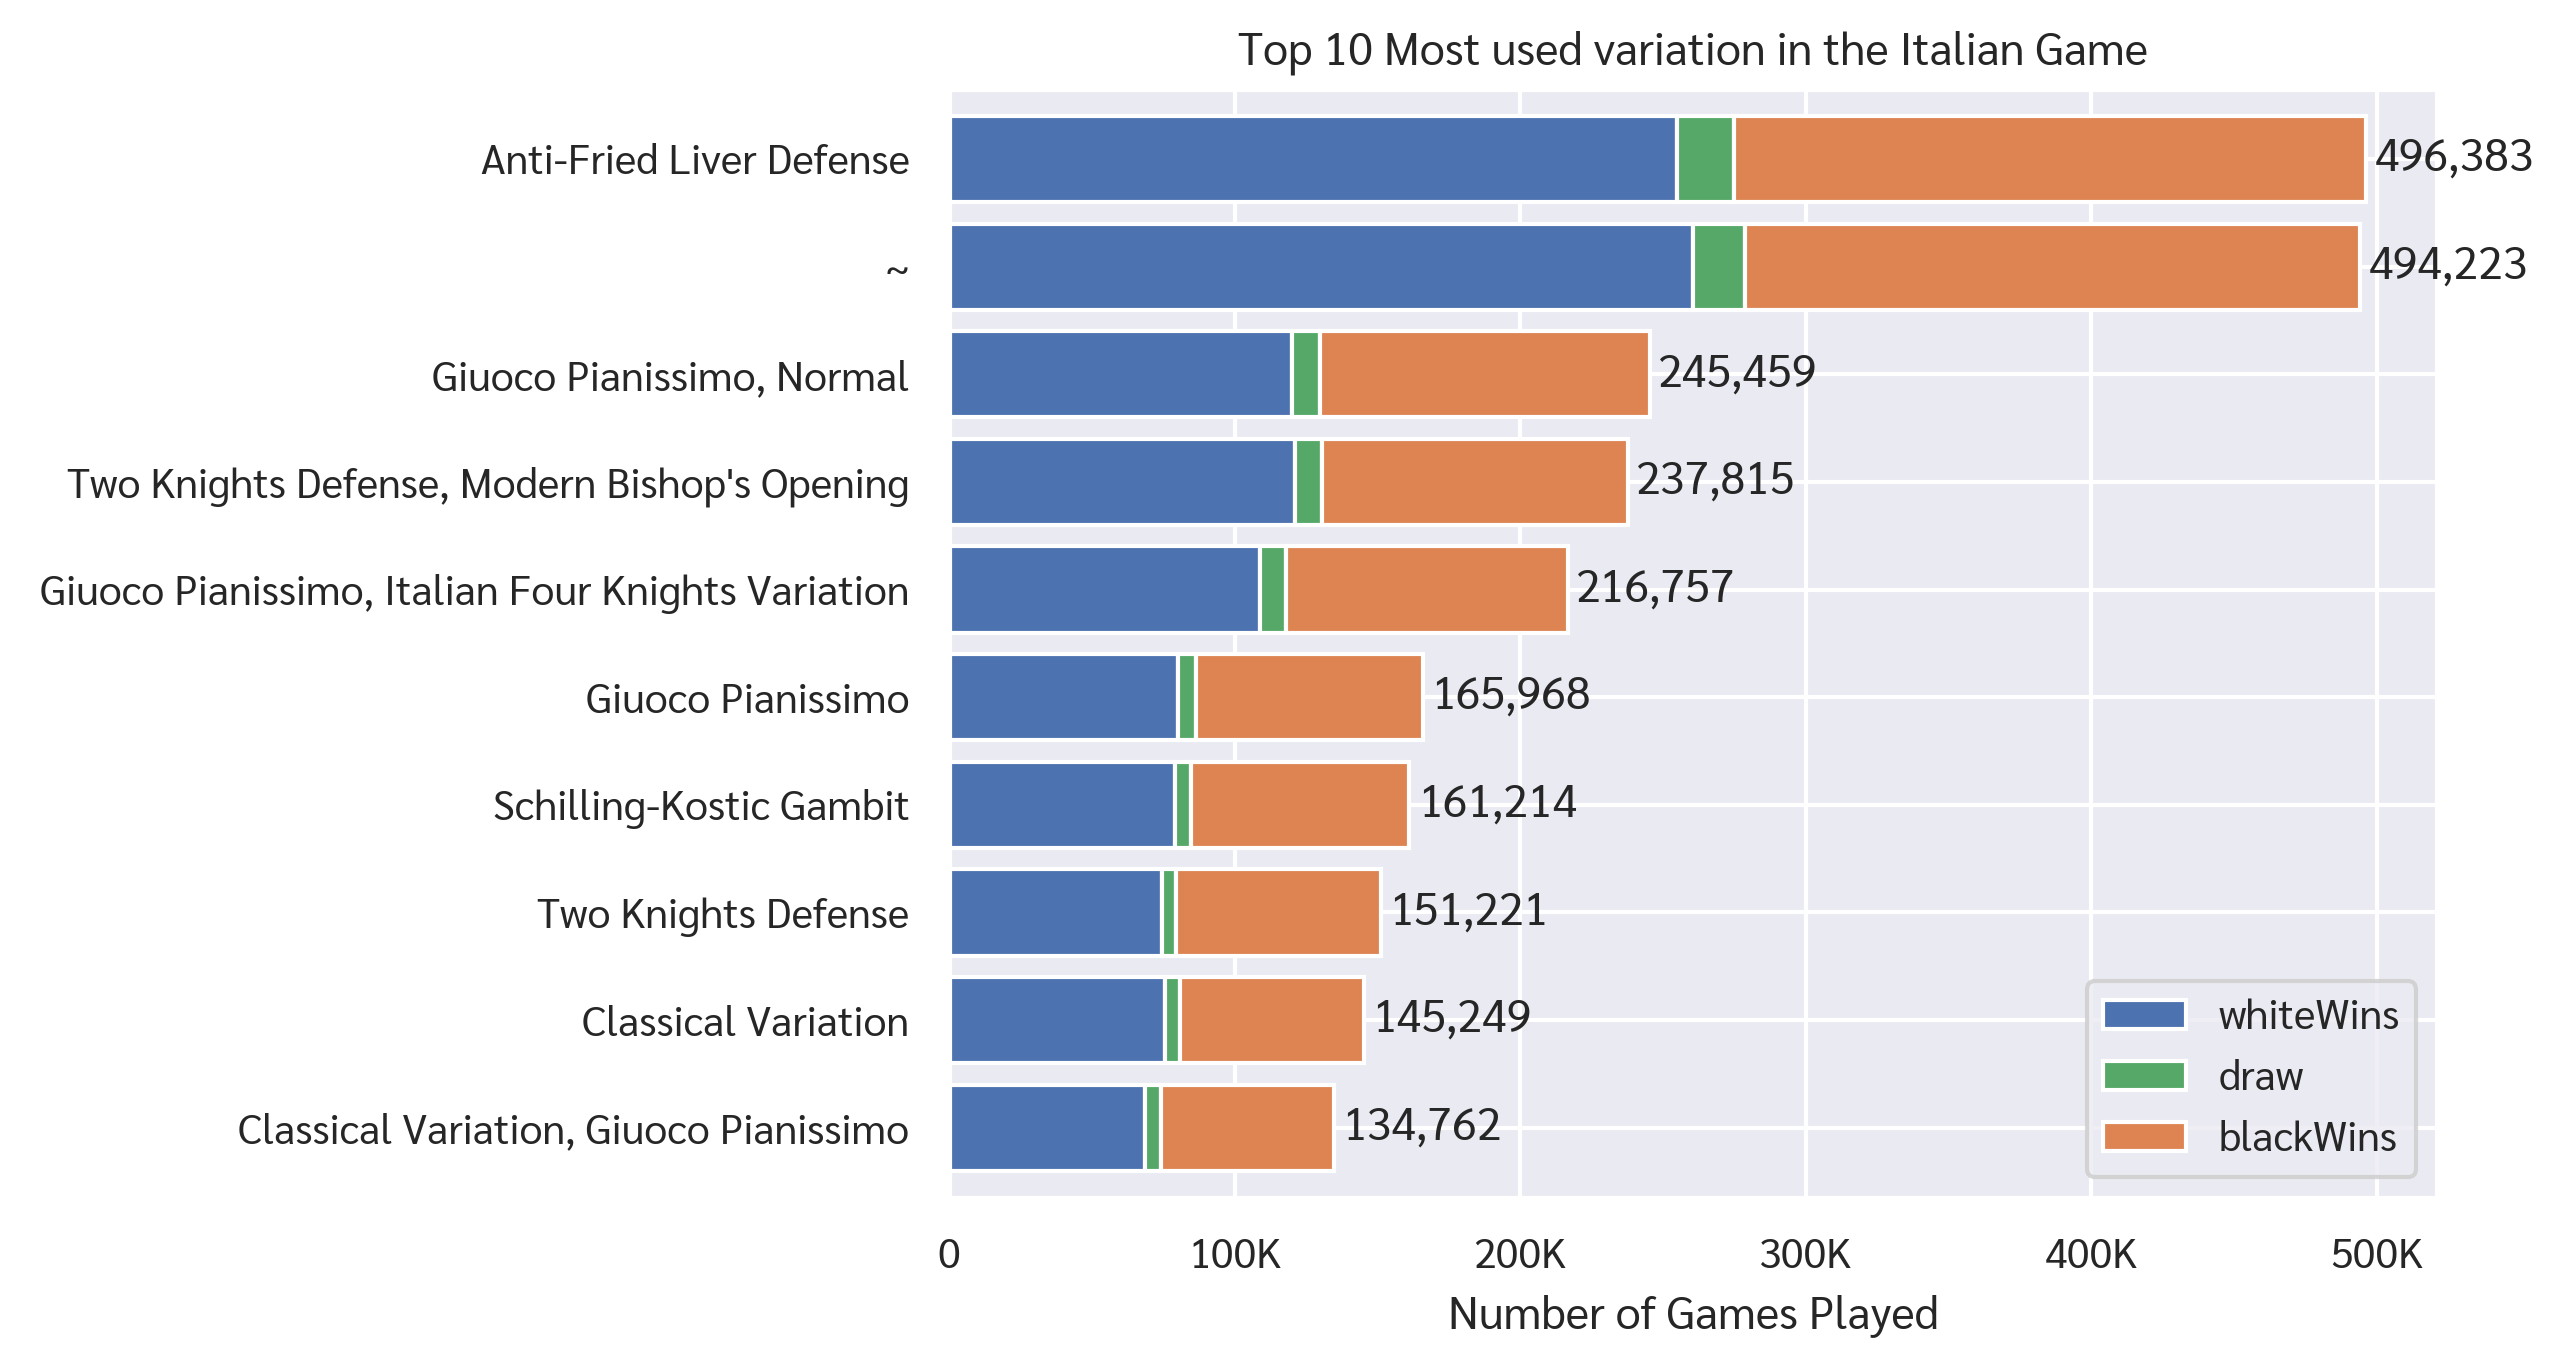 Top 10 Most used variation in the Italian Game
Anti-Fried Liver Defense 496,383
~ 494,223
Giuoco Pianissimo, Normal 245,459
Two Knights Defense, Modern Bishop's Opening 237,815
Giuoco Pianissimo, Italian Four Knights Variation 216,757
Giuoco Pianissimo 165,968
Schilling-Kostic Gambit 161,214
Two Knights Defense 151,221
Classical Variation 145,249
Classical Variation, Giuoco Pianissimo 134,762
whiteWins
draw
blackWins
0 100K 200K 300K 400K 500K
Number of Games Played